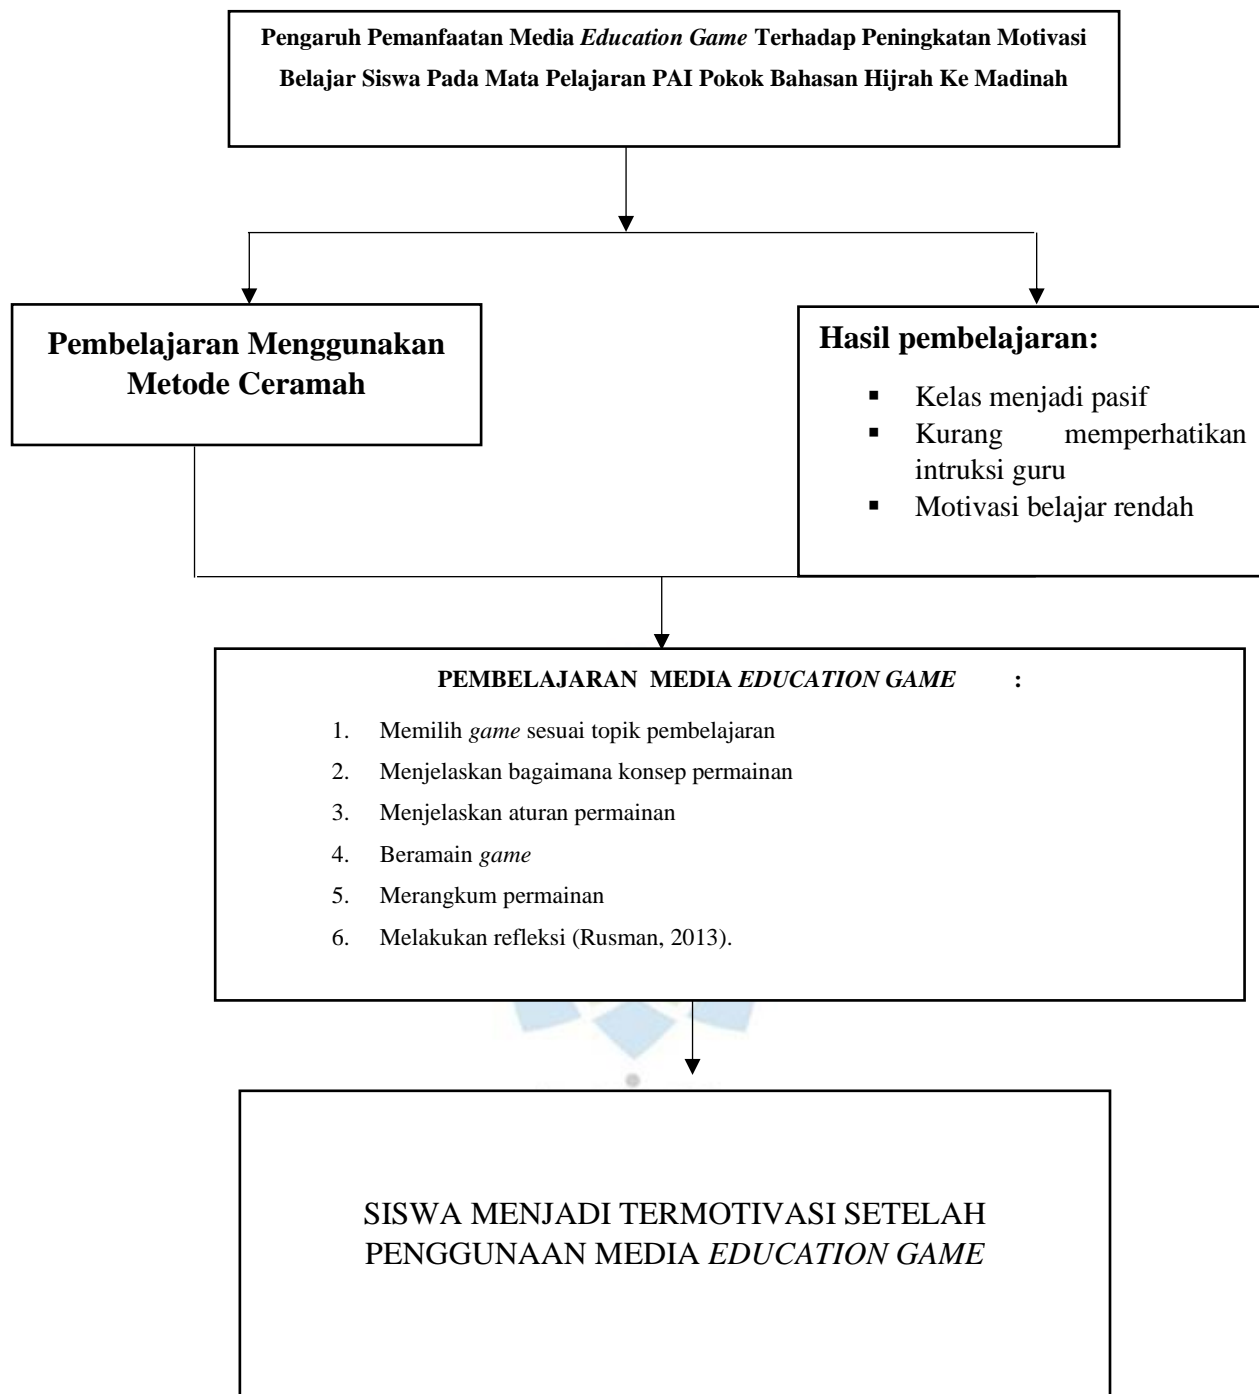 Pengaruh Pemanfaatan Media Education Game Terhadap Peningkatan Motivasi
Belajar Siswa Pada Mata Pelajaran PAI Pokok Bahasan Hijrah Ke Madinah
Pembelajaran Menggunakan
Metode Ceramah
Hasil pembelajaran:
▪ Kelas menjadi pasif
▪ Kurang memperhatikan
intruksi guru
▪ Motivasi belajar rendah
PEMBELAJARAN MEDIA EDUCATION GAME :
1. Memilih game sesuai topik pembelajaran
2. Menjelaskan bagaimana konsep permainan
3. Menjelaskan aturan permainan
4. Beramain game
5. Merangkum permainan
6. Melakukan refleksi (Rusman, 2013).
SISWA MENJADI TERMOTIVASI SETELAH
PENGGUNAAN MEDIA EDUCATION GAME